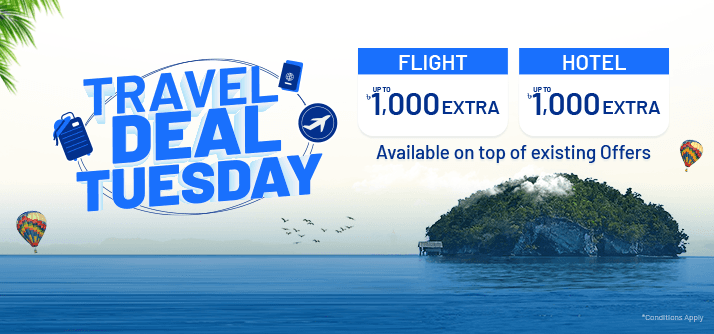 TRAVEL
DEAL
TUESDAY
FLIGHT
UP TO
৳1,000 EXTRA
HOTEL
UP TO
৳1,000 EXTRA
Available on top of existing Offers
*Conditions Apply